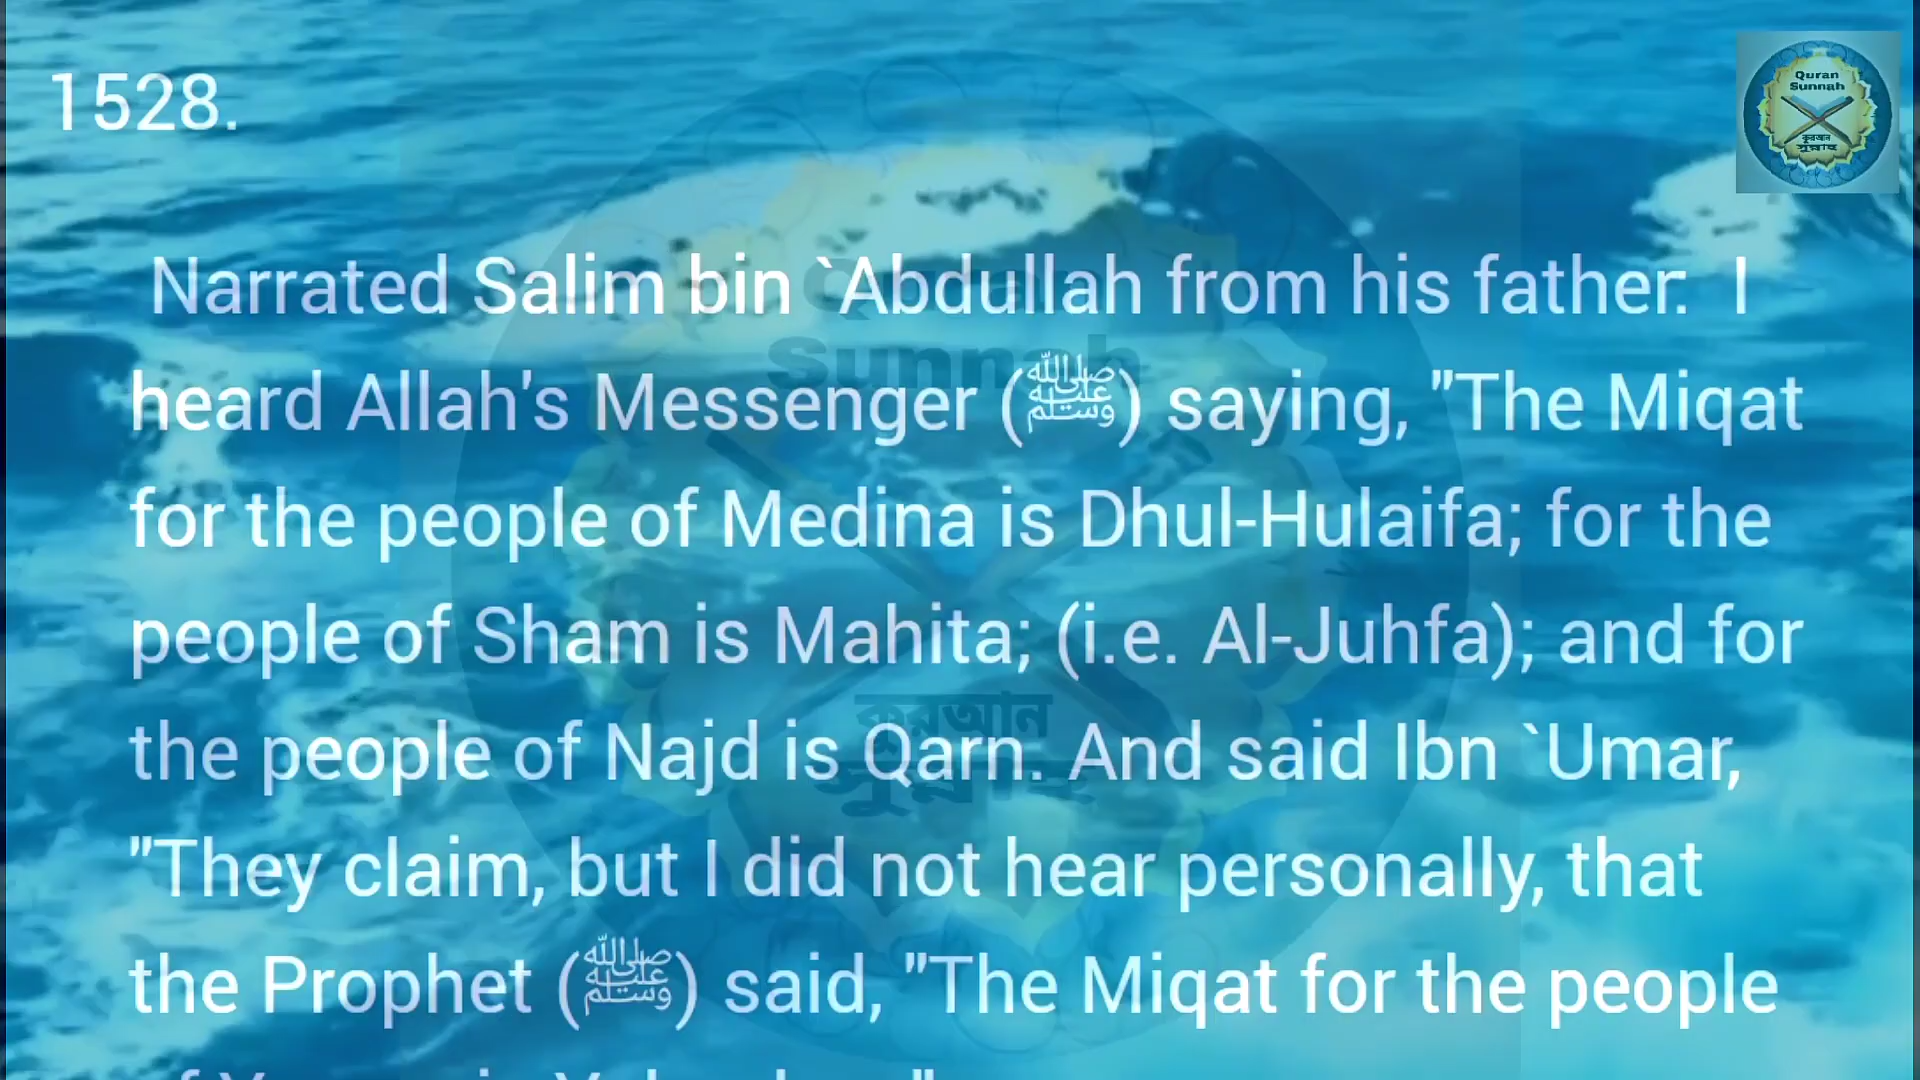 1528.
Quran
Sunnah
কুরআন
সুন্নাহ
Narrated Salim bin `Abdullah from his father: I
heard Allah's Messenger (ﷺ) saying, "The Miqat
for the people of Medina is Dhul-Hulaifa; for the
people of Sham is Mahita; (i.e. Al-Juhfa); and for
the people of Najd is Qarn. And said Ibn `Umar,
"They claim, but I did not hear personally, that
the Prophet (ﷺ) said, "The Miqat for the people